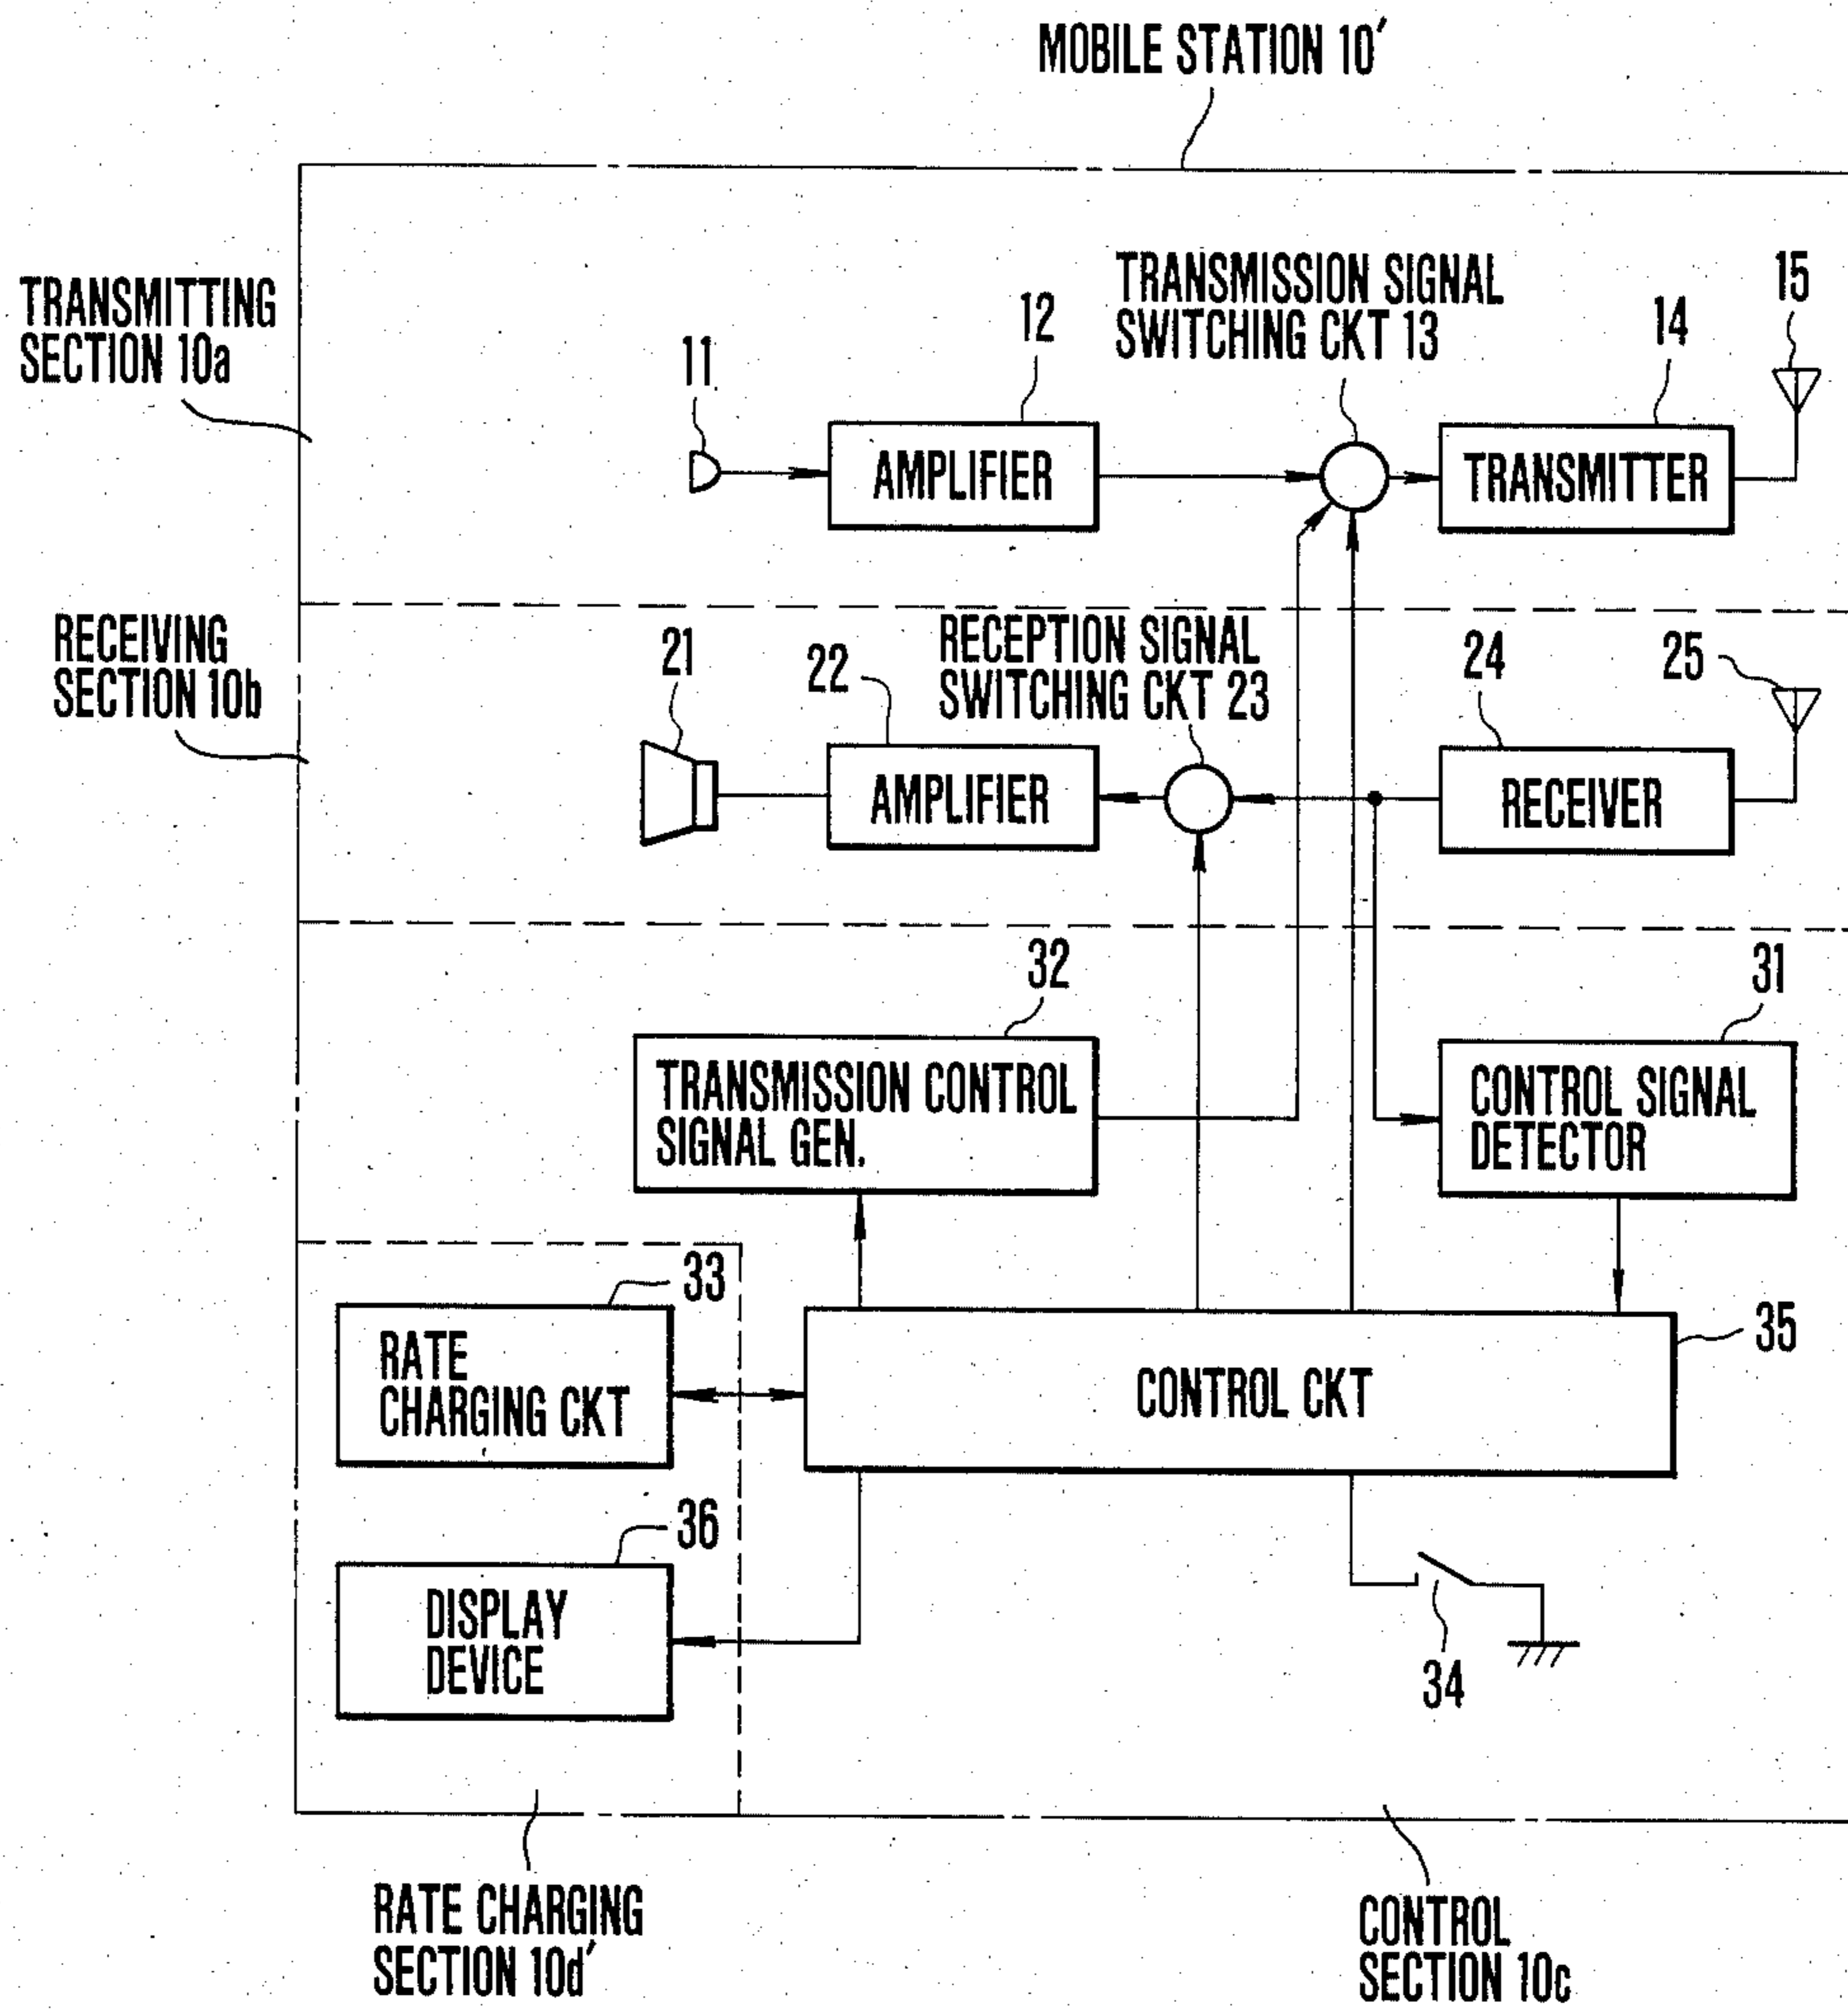 MOBILE STATION 10′
TRANSMITTING
SECTION 10a
11
12
TRANSMISSION SIGNAL
SWITCHING CKT 13
14
15
AMPLIFIER
TRANSMITTER
RECEIVING
SECTION 10b
21
22
RECEPTION SIGNAL
SWITCHING CKT 23
24
25
AMPLIFIER
RECEIVER
32
31
TRANSMISSION CONTROL
SIGNAL GEN.
CONTROL SIGNAL
DETECTOR
33
35
RATE
CHARGING CKT
CONTROL CKT
36
DISPLAY
DEVICE
34
RATE CHARGING
SECTION 10d′
CONTROL
SECTION 10c